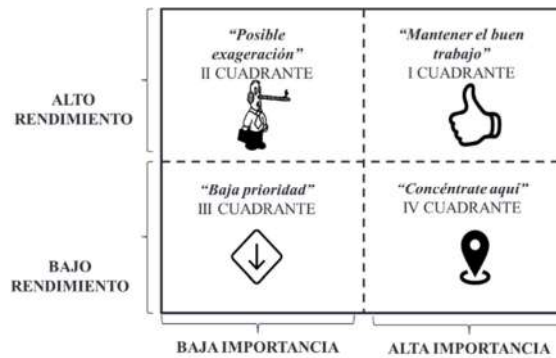 “Posible
exageración”
II CUADRANTE
“Mantener el buen
trabajo”
I CUADRANTE
ALTO
RENDIMIENTO
“Baja prioridad”
III CUADRANTE
“Concéntrate aquí”
IV CUADRANTE
BAJO
RENDIMIENTO
BAJA IMPORTANCIA
ALTA IMPORTANCIA